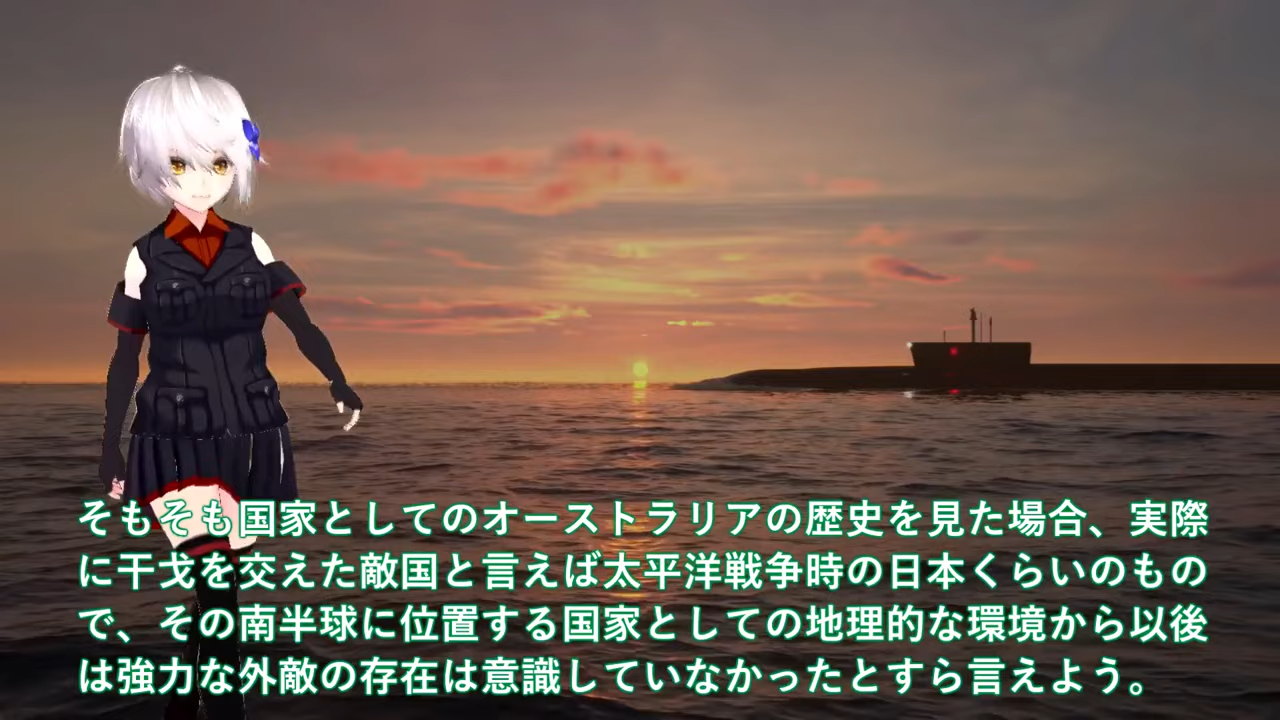 そもそも国家としてのオーストラリアの歴史を見た場合、実際
に干戈を交えた敵国と言えば太平洋戦争時の日本くらいのもの
で、その南半球に位置する国家としての地理的な環境から以後
は強力な外敵の存在は意識していなかったとすら言えよう。